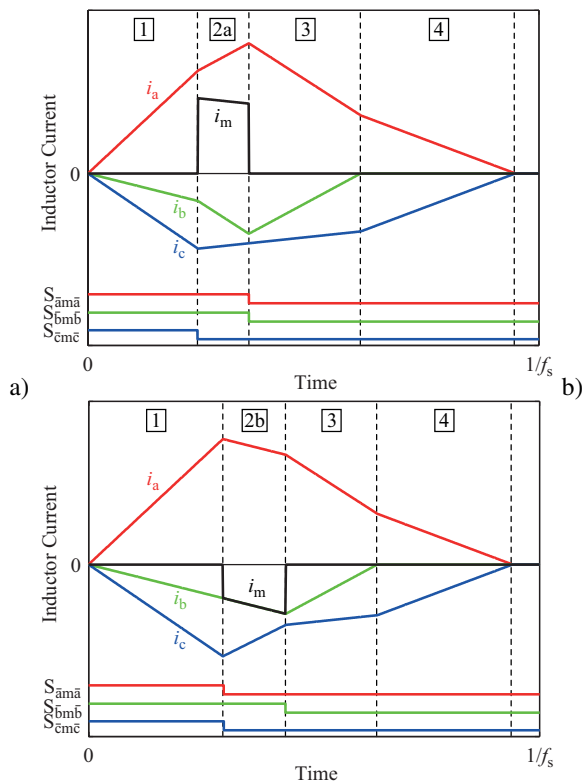 1 2a 3 4
Inductor Current
i_a
i_m
0
i_b
i_c
S_āmā
S_b̄mb̄
S_c̄mc̄
0 1/f_s
Time
a) b)
1 2b 3 4
Inductor Current
i_a
0
i_b i_m
i_c
S_āmā
S_b̄mb̄
S_c̄mc̄
0 1/f_s
Time